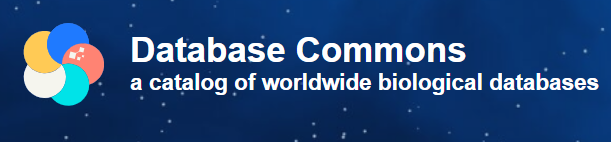 Database Commons
a catalog of worldwide biological databases